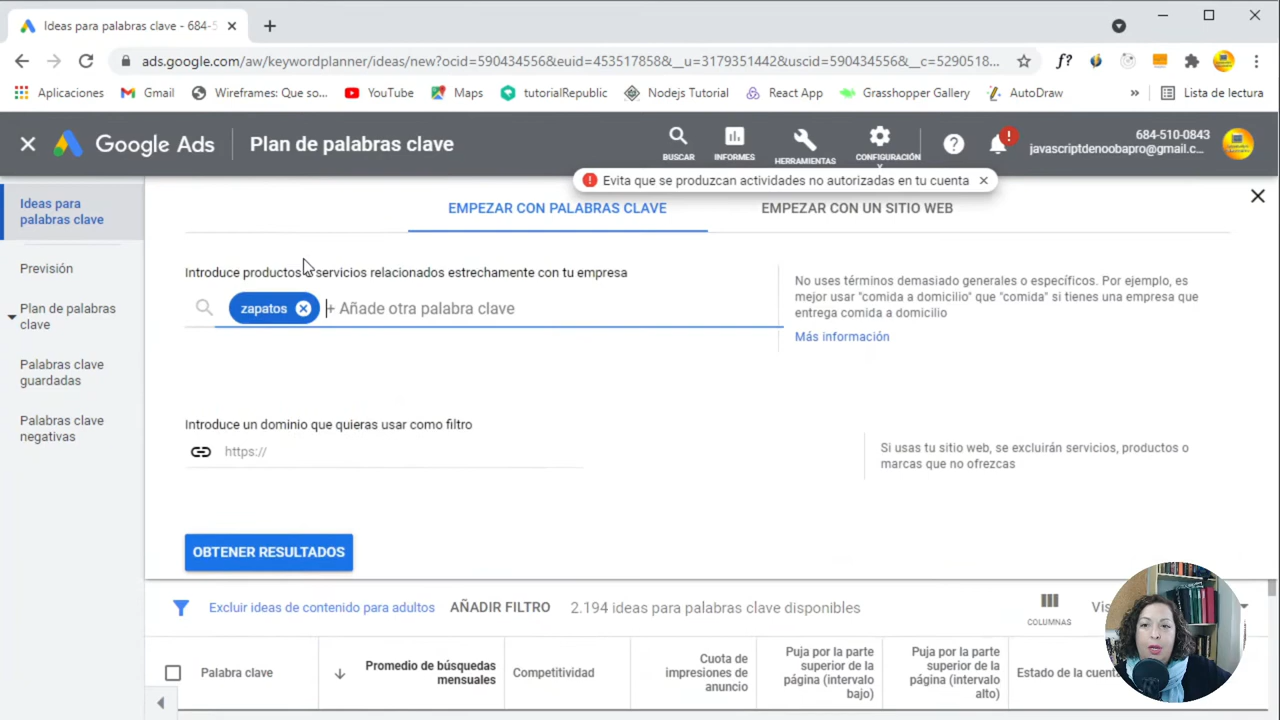 Ideas para palabras clave - 684-5
ads.google.com/aw/keywordplanner/ideas/new?ocid=590434556&euid=453517858&__u=3179351442&uscid=590434556&__c=5290518...
f?
Aplicaciones
Gmail
Wireframes: Que so...
YouTube
Maps
tutorialRepublic
Nodejs Tutorial
React App
Grasshopper Gallery
AutoDraw
»
Lista de lectura
Google Ads
Plan de palabras clave
BUSCAR
INFORMES
HERRAMIENTAS
CONFIGURACIÓN
684-510-0843
javascriptdenoobapro@gmail.c...
Evita que se produzcan actividades no autorizadas en tu cuenta
Ideas para
palabras clave
Previsión
Plan de palabras
clave
Palabras clave
guardadas
Palabras clave
negativas
EMPEZAR CON PALABRAS CLAVE
EMPEZAR CON UN SITIO WEB
Introduce productos o servicios relacionados estrechamente con tu empresa
zapatos
+ Añade otra palabra clave
No uses términos demasiado generales o específicos. Por ejemplo, es
mejor usar "comida a domicilio" que "comida" si tienes una empresa que
entrega comida a domicilio
Más información
Introduce un dominio que quieras usar como filtro
https://
Si usas tu sitio web, se excluirán servicios, productos o
marcas que no ofrezcas
OBTENER RESULTADOS
Excluir ideas de contenido para adultos
AÑADIR FILTRO
2.194 ideas para palabras clave disponibles
COLUMNAS
Palabra clave
Promedio de búsquedas
mensuales
Competitividad
Cuota de
impresiones de
anuncio
Puja por la parte
superior de la
página (intervalo
bajo)
Puja por la parte
superior de la
página (intervalo
alto)
Estado de la cuenta